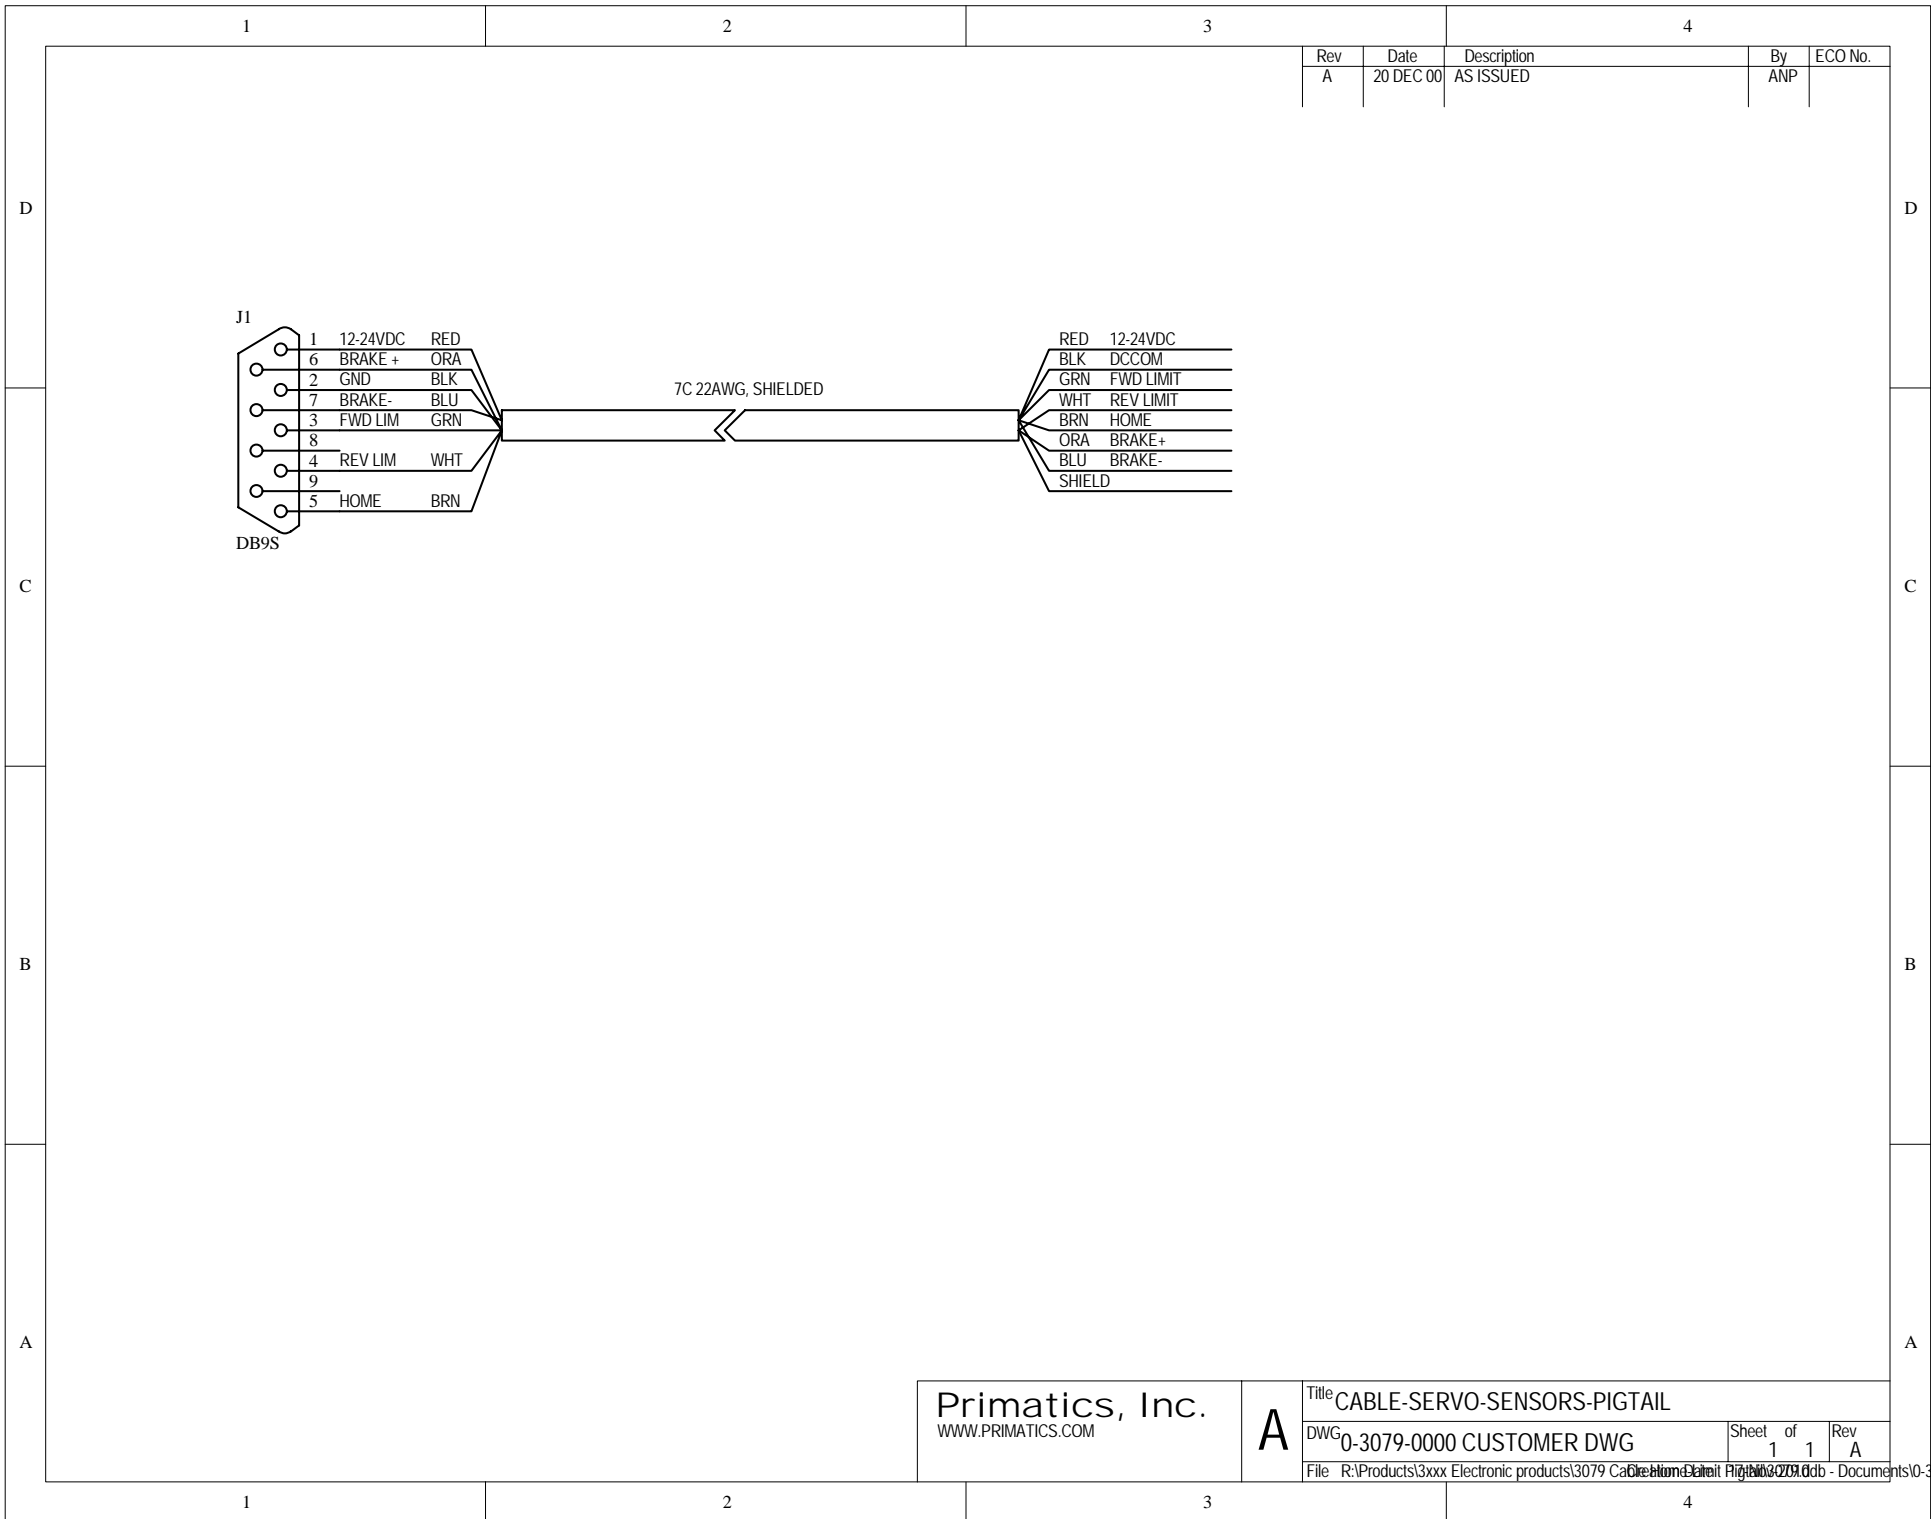 1 2 3 4
Rev Date Description By ECO No.
A 20 DEC 00 AS ISSUED ANP
D D
J1
1 12-24VDC RED
6 BRAKE + ORA
2 GND BLK
7 BRAKE- BLU
3 FWD LIM GRN
8
4 REV LIM WHT
9
5 HOME BRN
DB9S
7C 22AWG, SHIELDED
RED 12-24VDC
BLK DCCOM
GRN FWD LIMIT
WHT REV LIMIT
BRN HOME
ORA BRAKE+
BLU BRAKE-
SHIELD
C C
B B
A A
Primatics, Inc.
WWW.PRIMATICS.COM
A
Title CABLE-SERVO-SENSORS-PIGTAIL
DWG 0-3079-0000 CUSTOMER DWG
Sheet 1 of 1
Rev A
File R:\Products\3xxx Electronic products\3079 - Documents\0-3
1 2 3 4